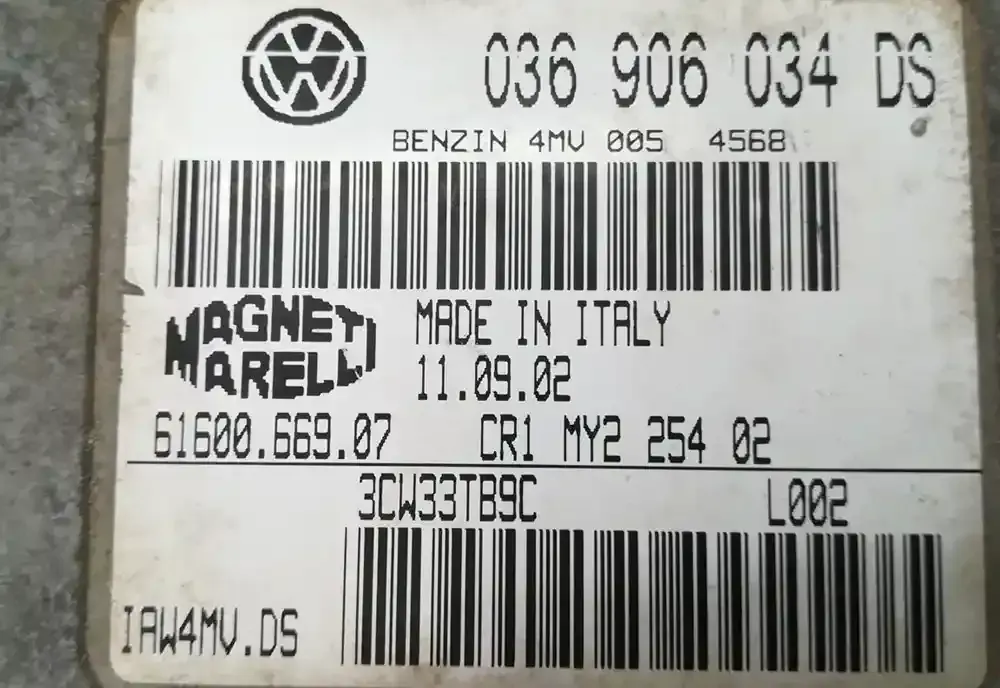 036 906 034 DS
BENZIN 4MV 005 4568
MAGNETI
MARELLI
MADE IN ITALY
11.09.02
61600.669.07 CR1 MY2 254 02
3CW33TB9C L002
IAW4MV.DS